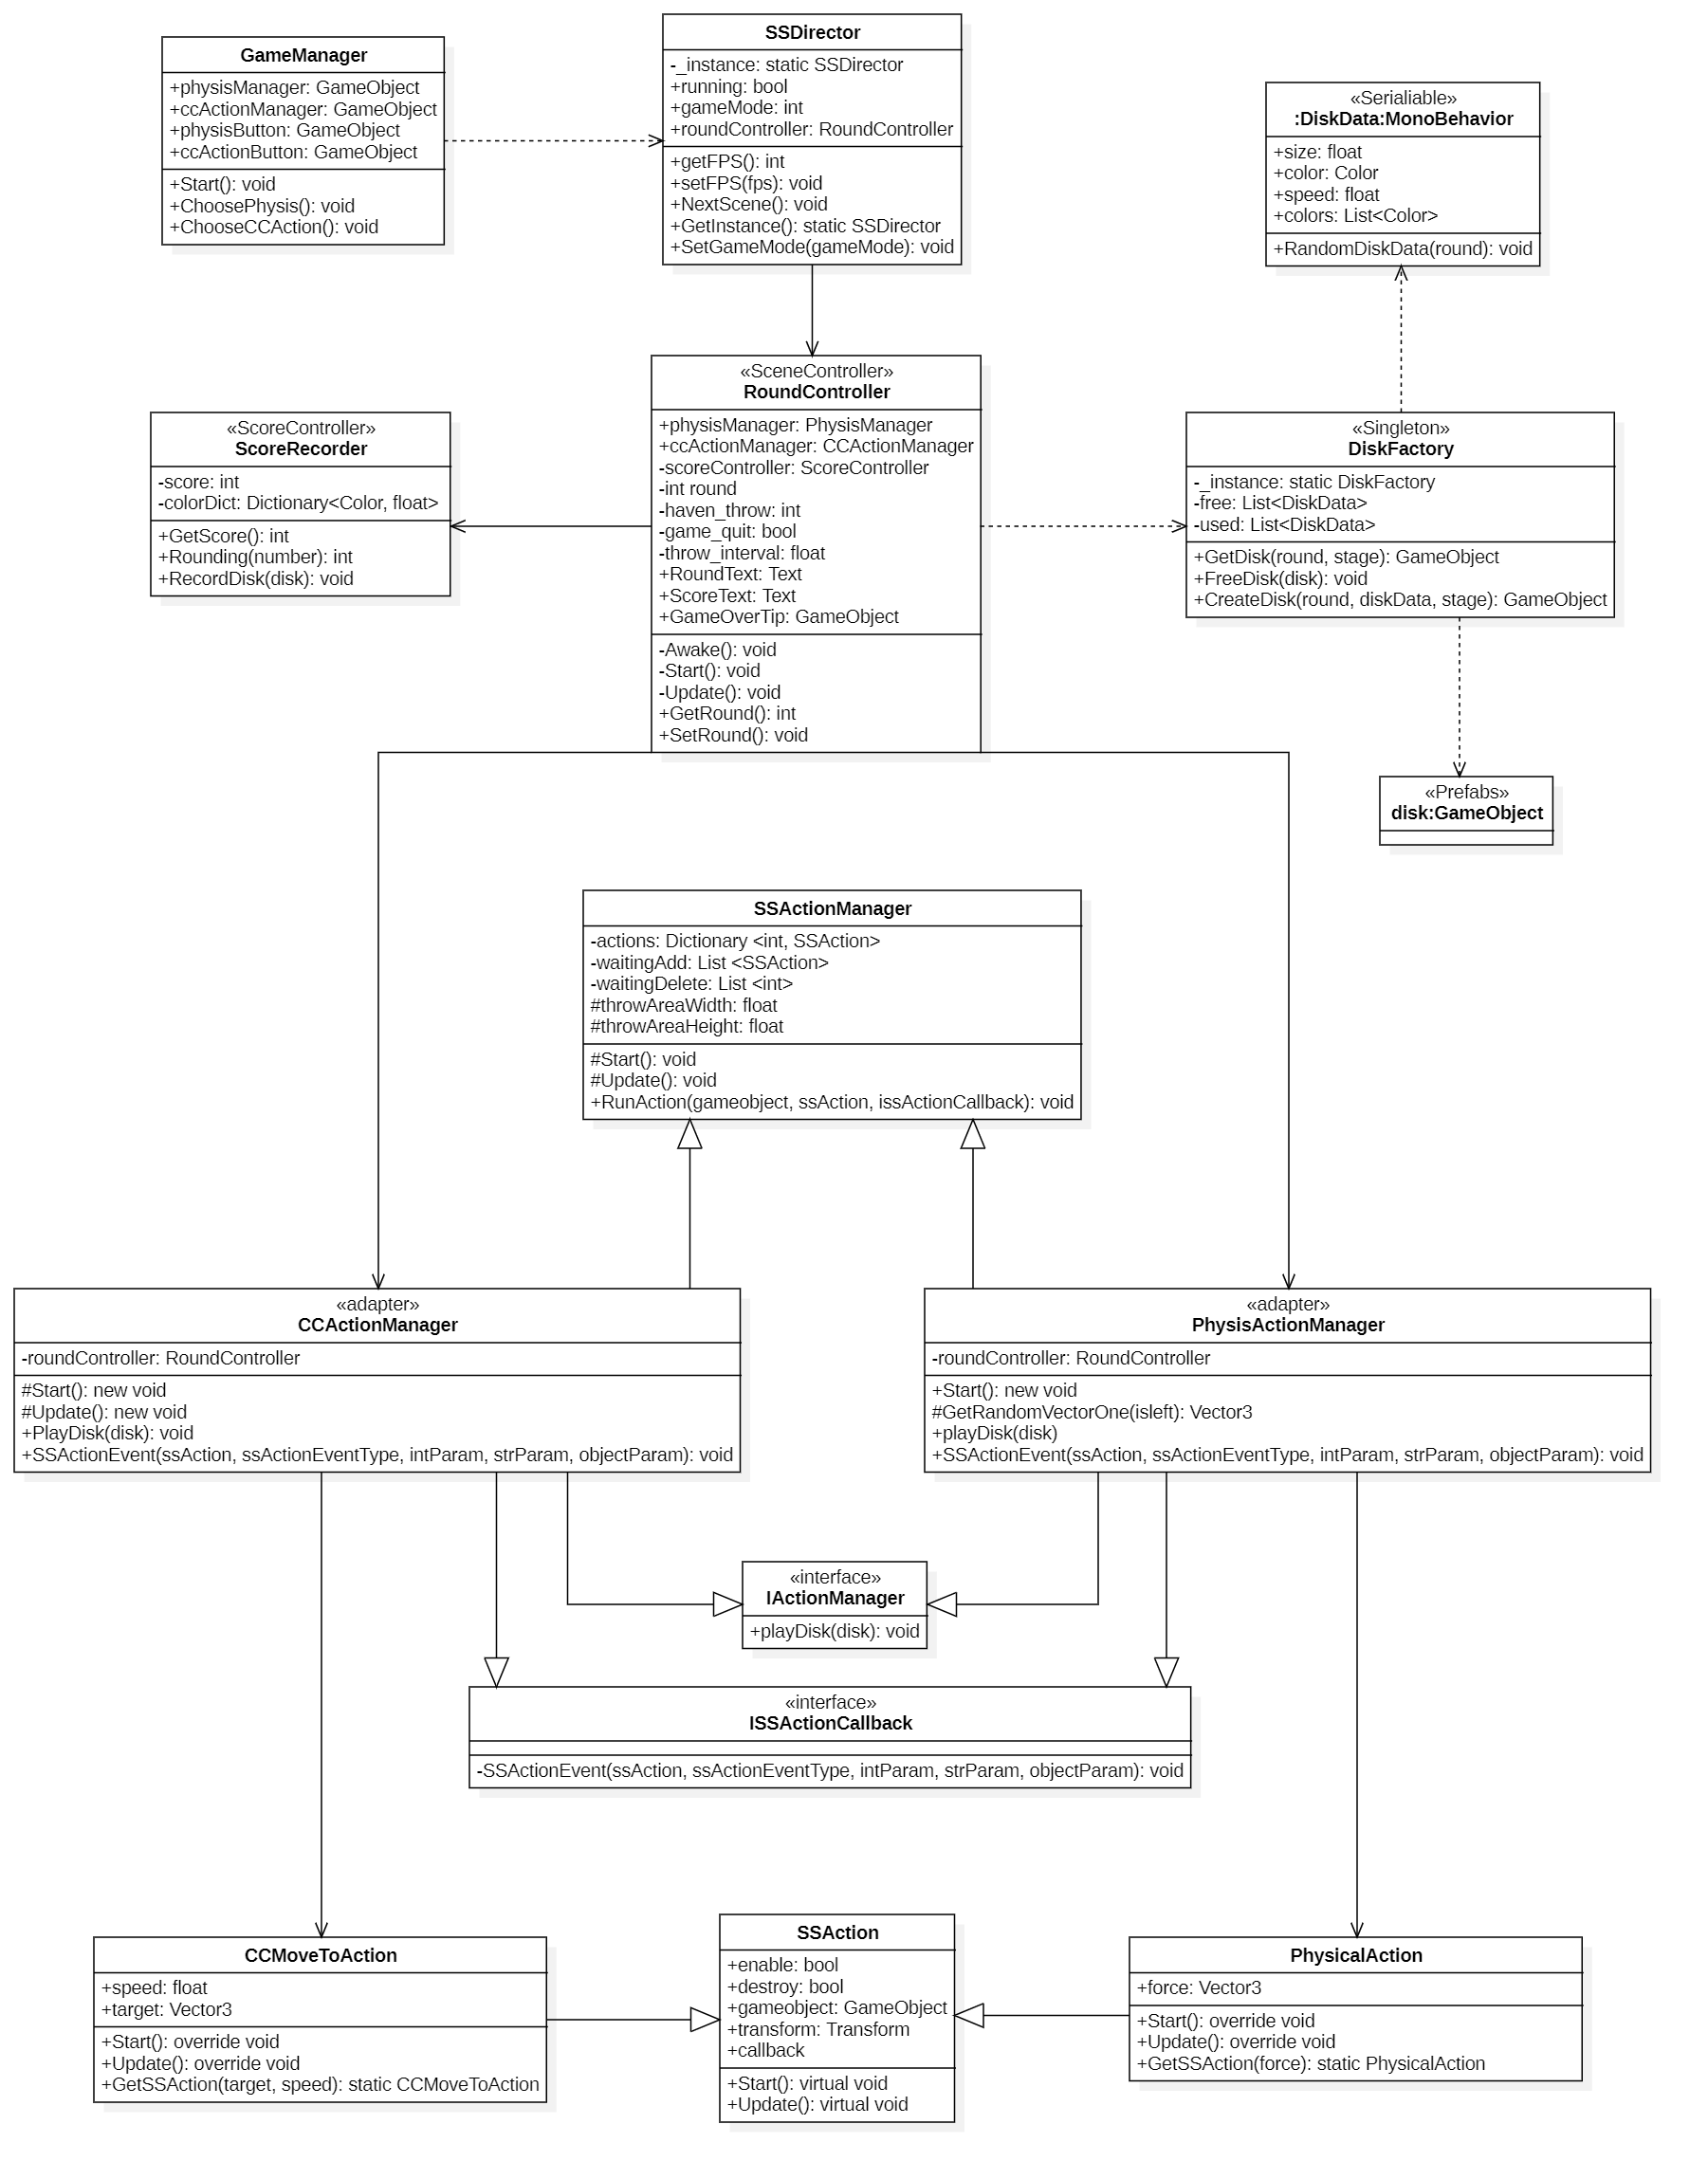 GameManager
+physisManager: GameObject
+ccActionManager: GameObject
+physisButton: GameObject
+ccActionButton: GameObject
+Start(): void
+ChoosePhysis(): void
+ChooseCCAction(): void
SSDirector
-_instance: static SSDirector
+running: bool
+gameMode: int
+roundController: RoundController
+getFPS(): int
+setFPS(fps): void
+NextScene(): void
+GetInstance(): static SSDirector
+SetGameMode(gameMode): void
«Serialiable»
:DiskData:MonoBehavior
+size: float
+color: Color
+speed: float
+colors: List<Color>
+RandomDiskData(round): void
«ScoreController»
ScoreRecorder
-score: int
-colorDict: Dictionary<Color, float>
+GetScore(): int
+Rounding(number): int
+RecordDisk(disk): void
«SceneController»
RoundController
+physisManager: PhysisManager
+ccActionManager: CCActionManager
-scoreController: ScoreController
-int round
-haven_throw: int
-game_quit: bool
-throw_interval: float
+RoundText: Text
+ScoreText: Text
+GameOverTip: GameObject
-Awake(): void
-Start(): void
-Update(): void
+GetRound(): int
+SetRound(): void
«Singleton»
DiskFactory
-_instance: static DiskFactory
-free: List<DiskData>
-used: List<DiskData>
+GetDisk(round, stage): GameObject
+FreeDisk(disk): void
+CreateDisk(round, diskData, stage): GameObject
«Prefabs»
disk:GameObject
SSActionManager
-actions: Dictionary <int, SSAction>
-waitingAdd: List <SSAction>
-waitingDelete: List <int>
#throwAreaWidth: float
#throwAreaHeight: float
#Start(): void
#Update(): void
+RunAction(gameobject, ssAction, issActionCallback): void
«adapter»
CCActionManager
-roundController: RoundController
#Start(): new void
#Update(): new void
+PlayDisk(disk): void
+SSActionEvent(ssAction, ssActionEventType, intParam, strParam, objectParam): void
«adapter»
PhysisActionManager
-roundController: RoundController
+Start(): new void
#GetRandomVectorOne(isleft): Vector3
+playDisk(disk)
+SSActionEvent(ssAction, ssActionEventType, intParam, strParam, objectParam): void
«interface»
IActionManager
+playDisk(disk): void
«interface»
ISSActionCallback
-SSActionEvent(ssAction, ssActionEventType, intParam, strParam, objectParam): void
CCMoveToAction
+speed: float
+target: Vector3
+Start(): override void
+Update(): override void
+GetSSAction(target, speed): static CCMoveToAction
SSAction
+enable: bool
+destroy: bool
+gameobject: GameObject
+transform: Transform
+callback
+Start(): virtual void
+Update(): virtual void
PhysicalAction
+force: Vector3
+Start(): override void
+Update(): override void
+GetSSAction(force): static PhysicalAction